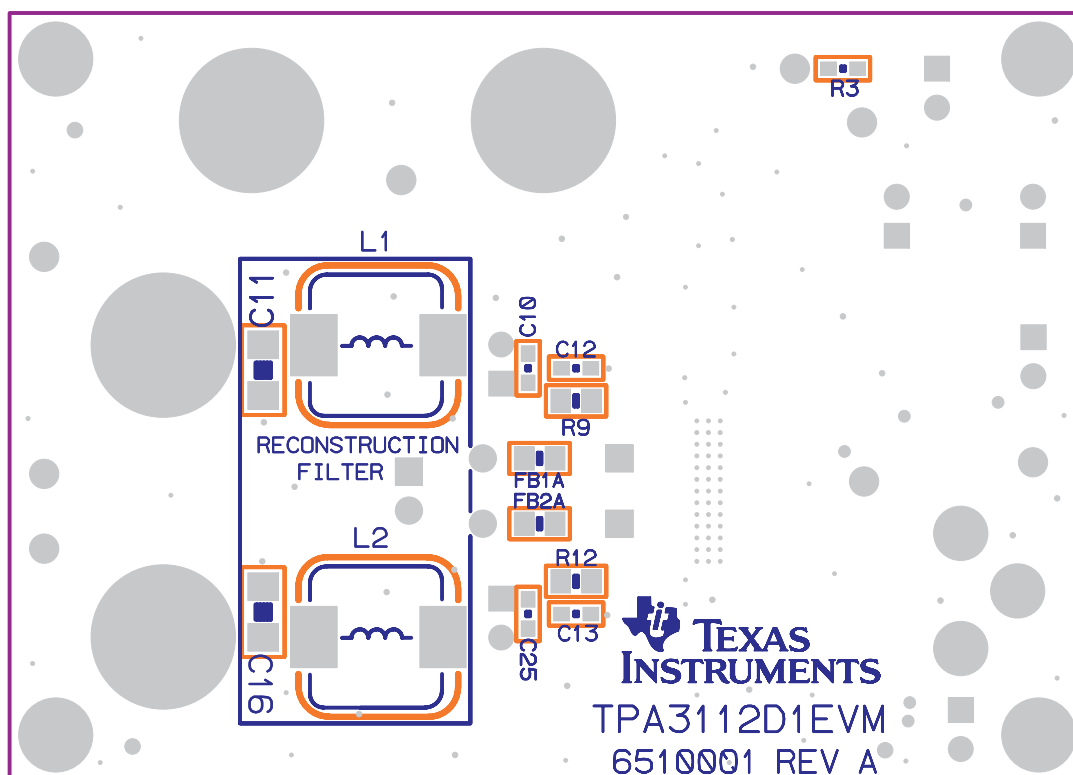 R3
L1
C11
C10
C12
R9
RECONSTRUCTION
FILTER
FB1A
FB2A
L2
R12
C13
C25
C16
TEXAS
INSTRUMENTS
TPA3112D1EVM
6510001 REV A